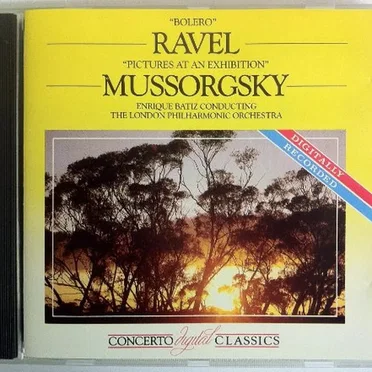 "BOLERO"
RAVEL
"PICTURES AT AN EXHIBITION"
MUSSORGSKY
ENRIQUE BATIZ CONDUCTING
THE LONDON PHILHARMONIC ORCHESTRA
DIGITALLY
RECORDED
CONCERTO digital CLASSICS